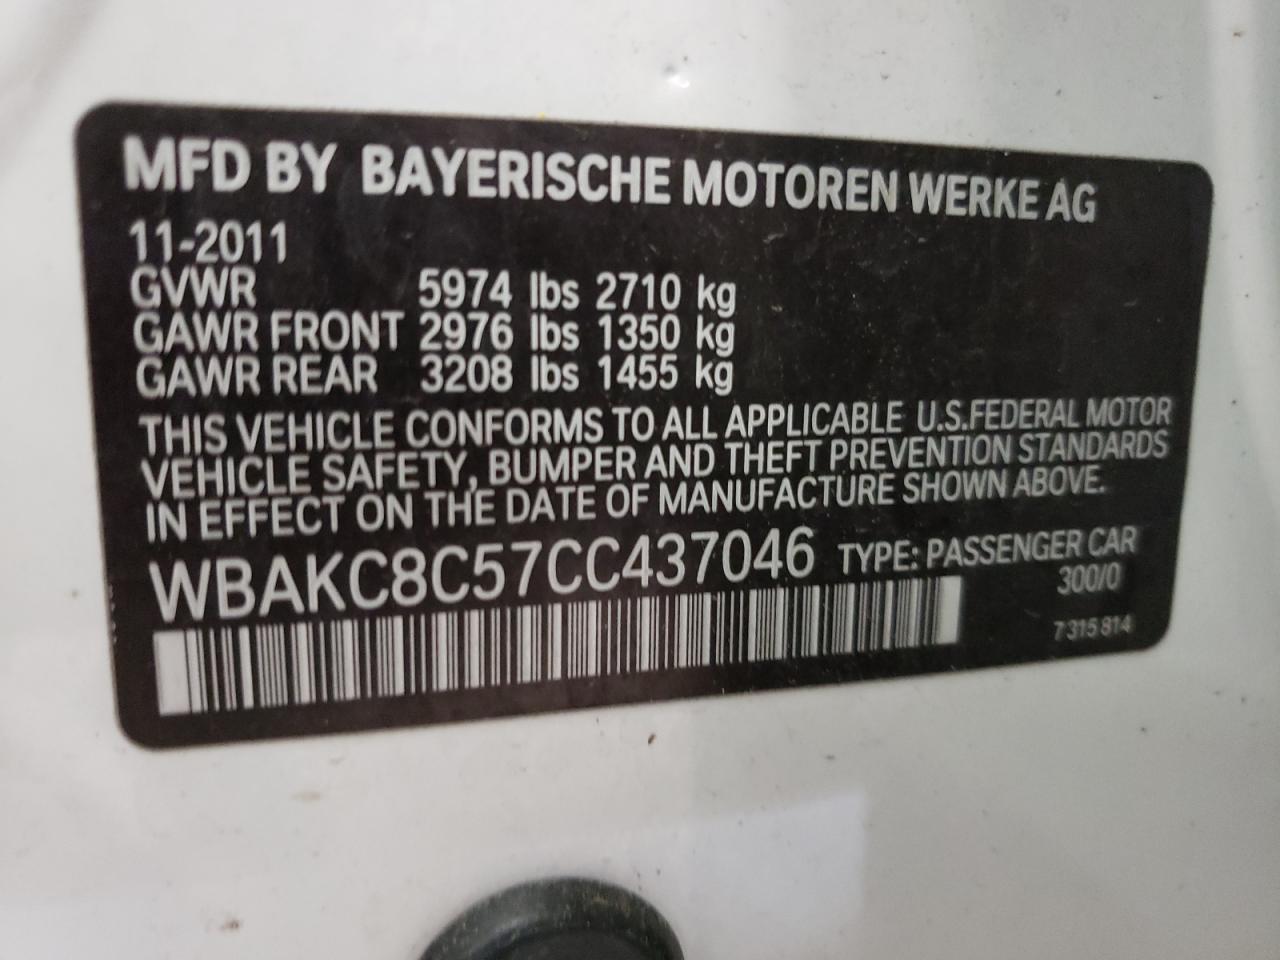 MFD BY BAYERISCHE MOTOREN WERKE AG
11-2011
GVWR 5974 lbs 2710 kg
GAWR FRONT 2976 lbs 1350 kg
GAWR REAR 3208 lbs 1455 kg
THIS VEHICLE CONFORMS TO ALL APPLICABLE U.S.FEDERAL MOTOR
VEHICLE SAFETY, BUMPER AND THEFT PREVENTION STANDARDS
IN EFFECT ON THE DATE OF MANUFACTURE SHOWN ABOVE.
WBAKC8C57CC437046 TYPE: PASSENGER CAR
300/0
7 315 814